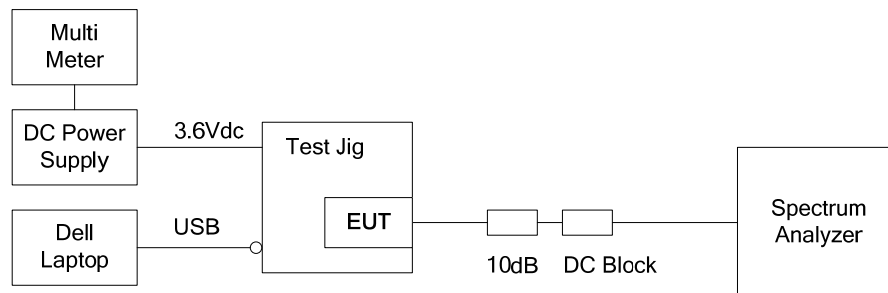 Multi
Meter
DC Power
Supply
3.6Vdc
Test Jig
EUT
Dell
Laptop
USB
10dB
DC Block
Spectrum
Analyzer